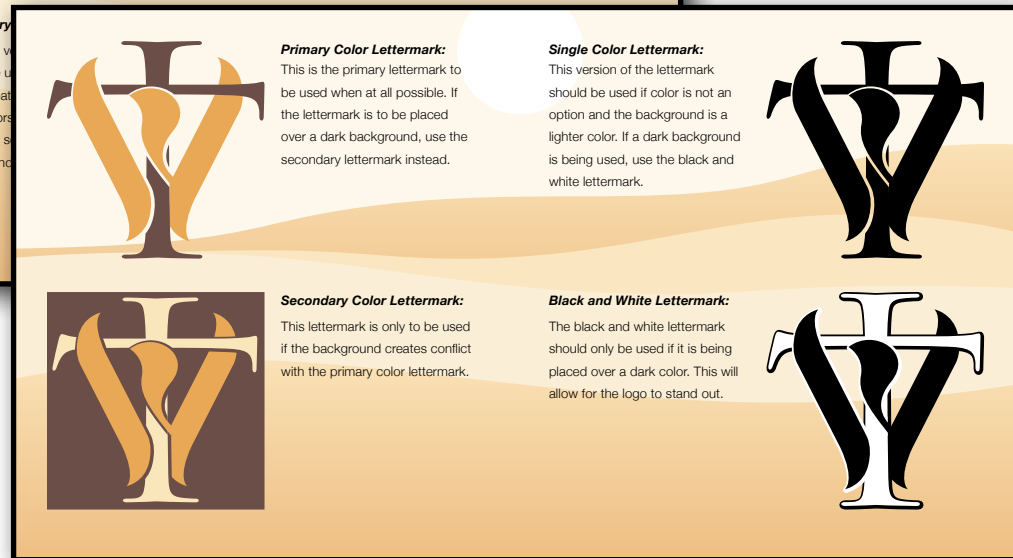 Primary Color Lettermark:
This is the primary lettermark to
be used when at all possible. If
the lettermark is to be placed
over a dark background, use the
secondary lettermark instead.
Single Color Lettermark:
This version of the lettermark
should be used if color is not an
option and the background is a
lighter color. If a dark background
is being used, use the black and
white lettermark.
Secondary Color Lettermark:
This lettermark is only to be used
if the background creates conflict
with the primary color lettermark.
Black and White Lettermark:
The black and white lettermark
should only be used if it is being
placed over a dark color. This will
allow for the logo to stand out.